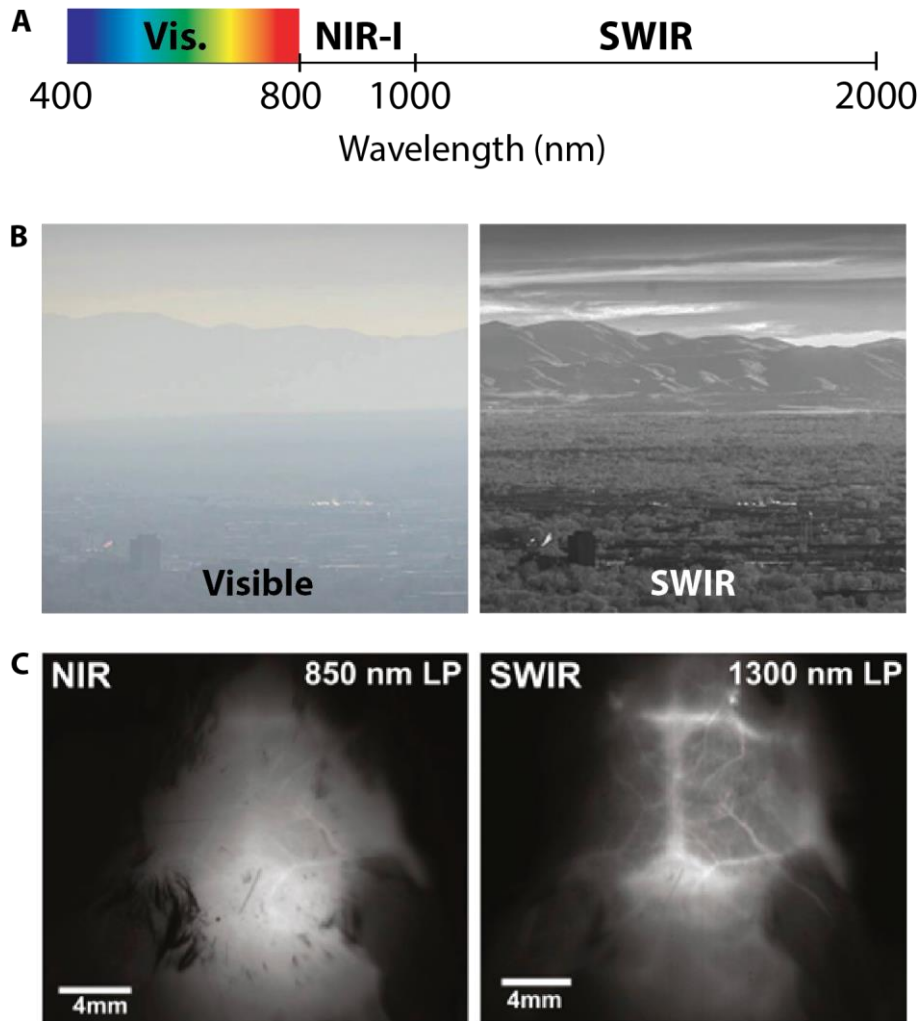 A
Vis. NIR-I SWIR
400 800 1000 2000
Wavelength (nm)
B
Visible SWIR
C
NIR 850 nm LP SWIR 1300 nm LP
4mm 4mm